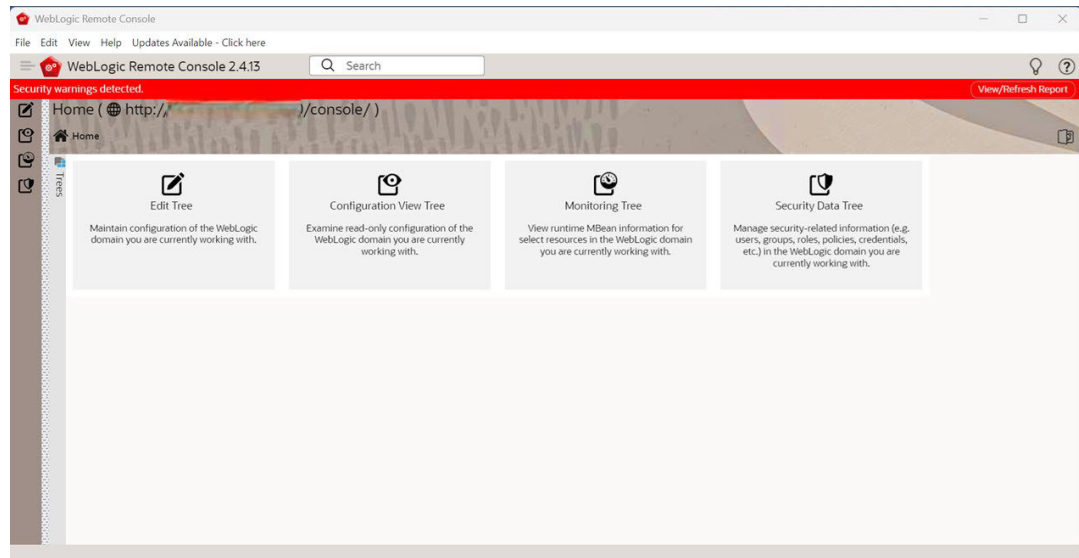 WebLogic Remote Console
File Edit View Help Updates Available - Click here
WebLogic Remote Console 2.4.13
Search
Security warnings detected.
View/Refresh Report
Home ( http:// )/console/ )
Home
Trees
Edit Tree
Maintain configuration of the WebLogic
domain you are currently working with.
Configuration View Tree
Examine read-only configuration of the
WebLogic domain you are currently
working with.
Monitoring Tree
View runtime MBean information for
select resources in the WebLogic domain
you are currently working with.
Security Data Tree
Manage security-related information (e.g.
users, groups, roles, policies, credentials,
etc.) in the WebLogic domain you are
currently working with.